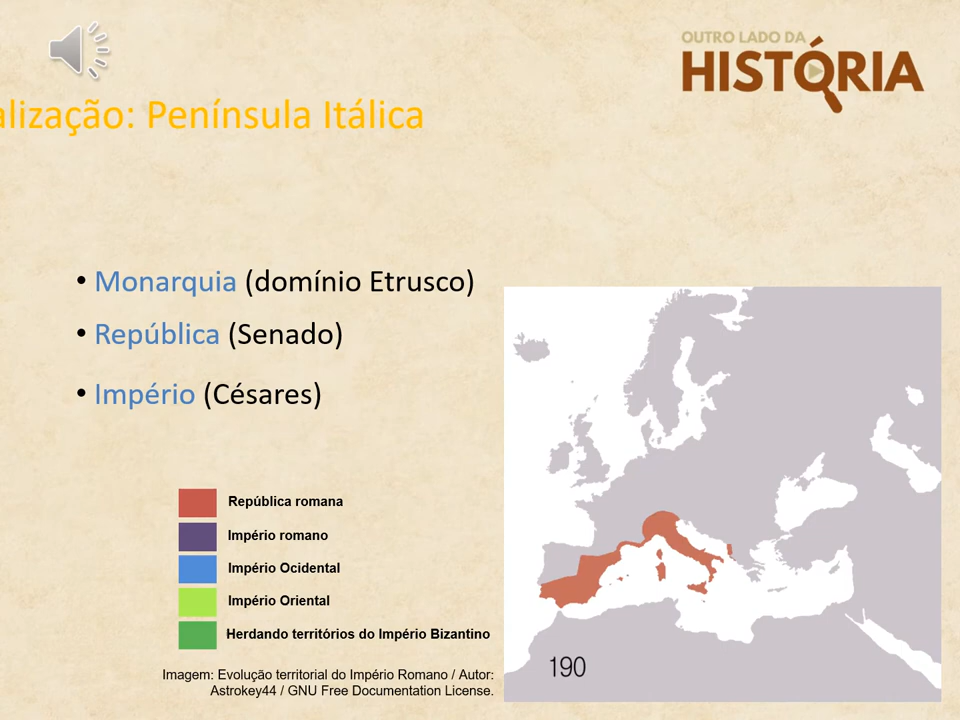 OUTRO LADO DA
HISTÓRIA
alização: Península Itálica
• Monarquia (domínio Etrusco)
• República (Senado)
• Império (Césares)
República romana
Império romano
Império Ocidental
Império Oriental
Herdando territórios do Império Bizantino
Imagem: Evolução territorial do Império Romano / Autor:
Astrokey44 / GNU Free Documentation License.
190